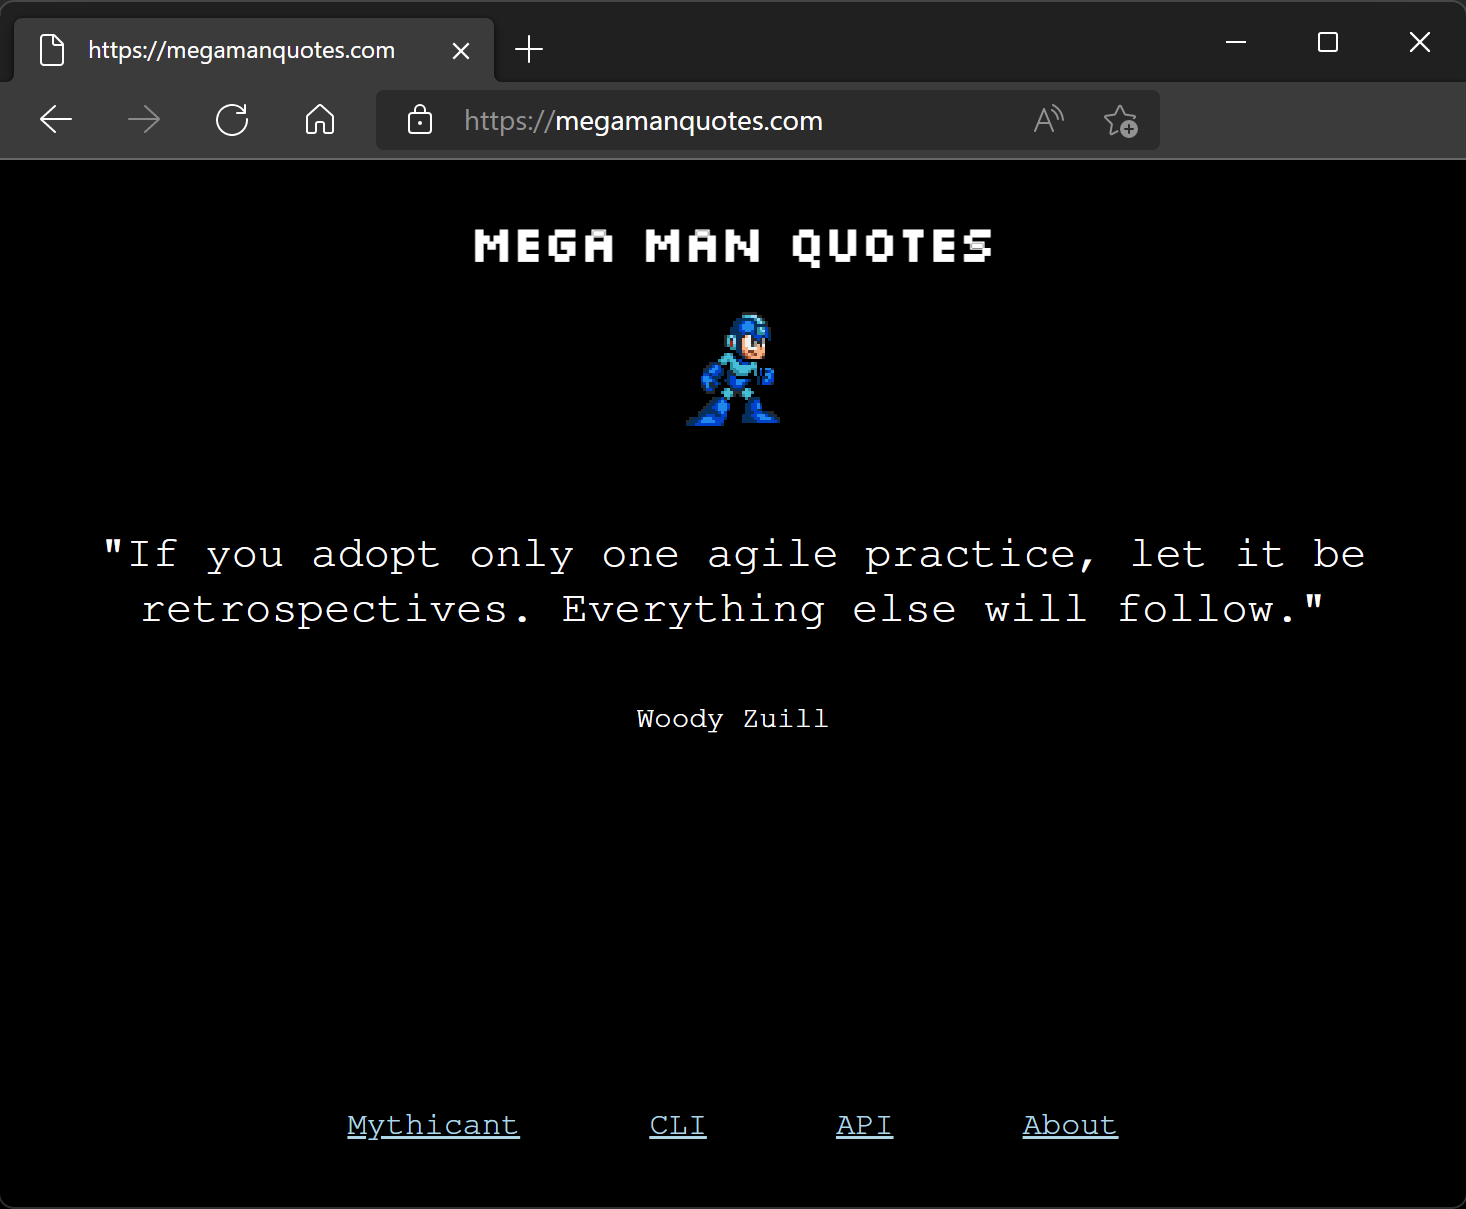 https://megamanquotes.com
https://megamanquotes.com
MEGA MAN QUOTES
"If you adopt only one agile practice, let it be
retrospectives. Everything else will follow."
Woody Zuill
Mythicant CLI API About